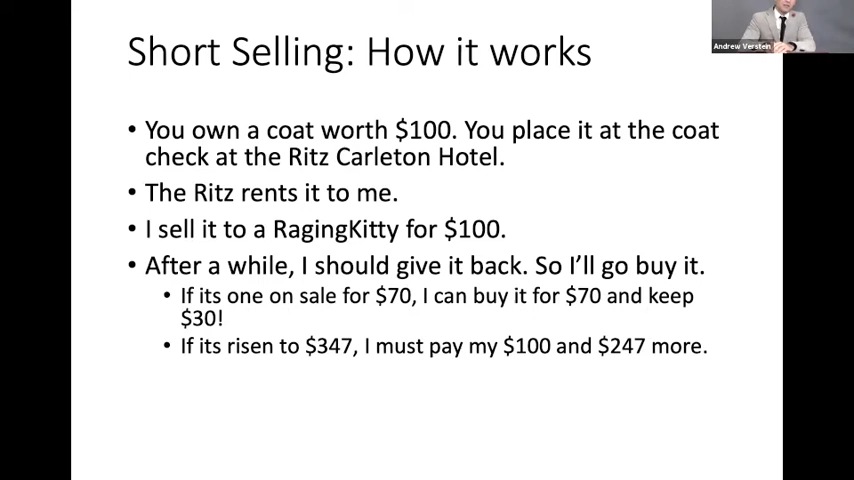 Short Selling: How it works
Andrew Verstein
• You own a coat worth $100. You place it at the coat
check at the Ritz Carleton Hotel.
• The Ritz rents it to me.
• I sell it to a RagingKitty for $100.
• After a while, I should give it back. So I’ll go buy it.
• If its one on sale for $70, I can buy it for $70 and keep
$30!
• If its risen to $347, I must pay my $100 and $247 more.